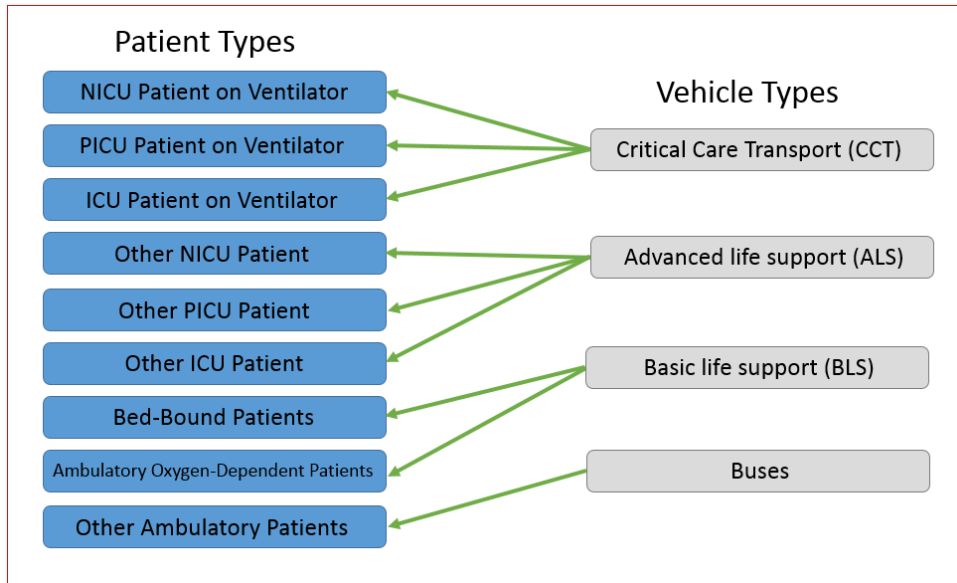 Patient Types
NICU Patient on Ventilator
PICU Patient on Ventilator
ICU Patient on Ventilator
Other NICU Patient
Other PICU Patient
Other ICU Patient
Bed-Bound Patients
Ambulatory Oxygen-Dependent Patients
Other Ambulatory Patients
Vehicle Types
Critical Care Transport (CCT)
Advanced life support (ALS)
Basic life support (BLS)
Buses